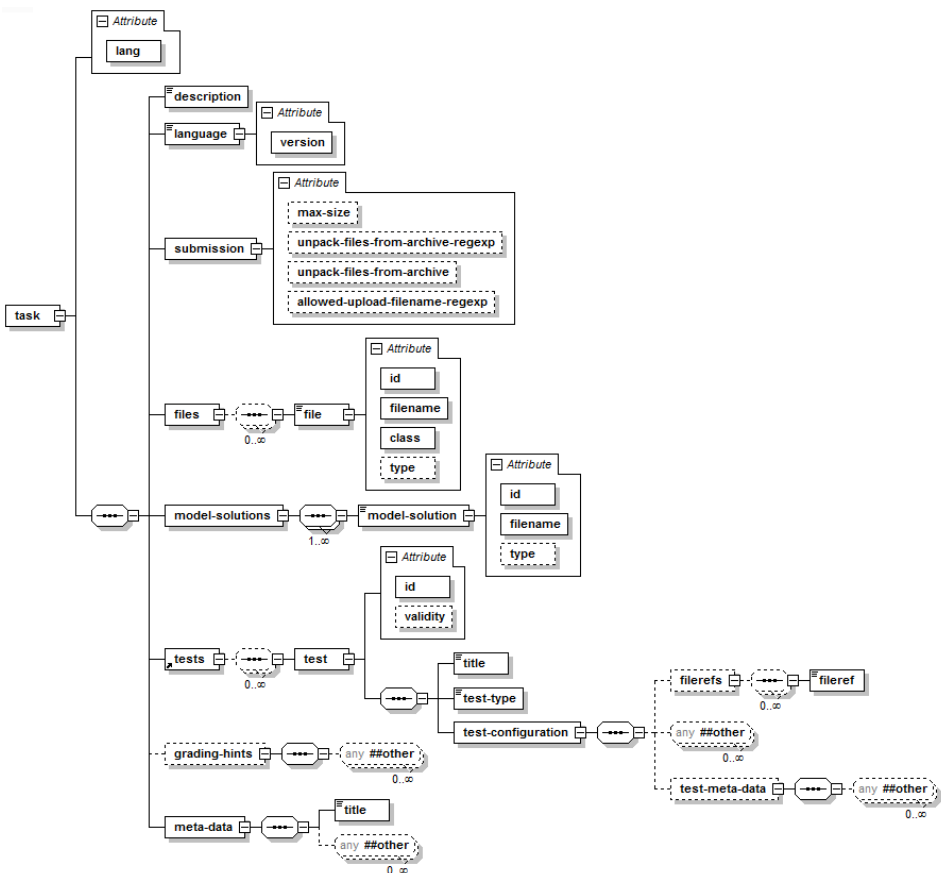 Attribute
lang
description
language
Attribute
version
Attribute
max-size
unpack-files-from-archive-regexp
unpack-files-from-archive
allowed-upload-filename-regexp
submission
task
Attribute
id
filename
class
type
files
file
0..∞
Attribute
id
filename
type
model-solutions
model-solution
1..∞
Attribute
id
validity
tests
test
0..∞
title
test-type
test-configuration
filerefs
fileref
0..∞
any ##other
0..∞
test-meta-data
any ##other
0..∞
grading-hints
any ##other
0..∞
meta-data
title
any ##other
0..∞